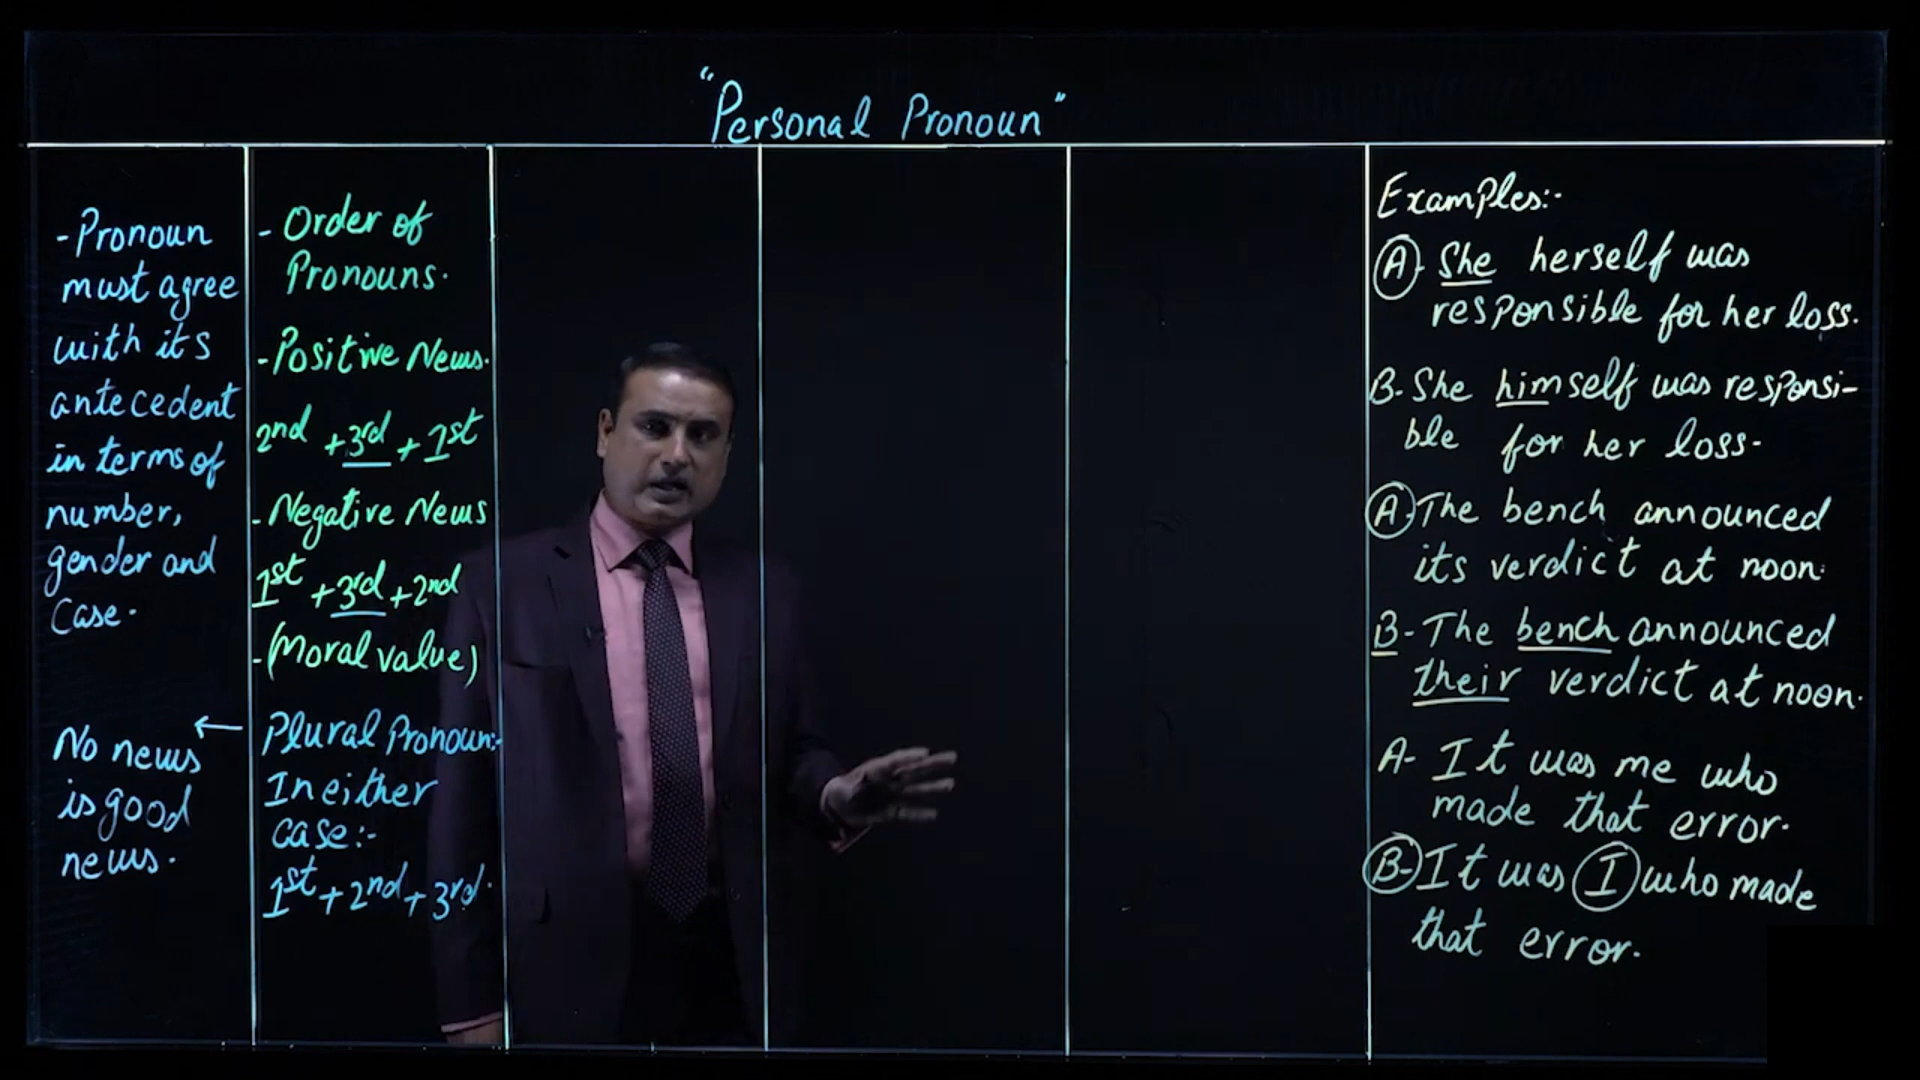 "Personal Pronoun"
- Pronoun
must agree
with its
antecedent
in terms of
number,
gender and
Case.
No news
is good
news.
- Order of
Pronouns.
- Positive News.
2nd + 3rd + 1st
- Negative News
1st + 3rd + 2nd
- (Moral value)
Plural Pronoun:-
In either
case:-
1st + 2nd + 3rd.
Examples:-
A- She herself was
responsible for her loss.
B- She himself was responsi-
ble for her loss-
A. The bench announced
its verdict at noon.
B- The bench announced
their verdict at noon.
A- It was me who
made that error.
B- It was I who made
that error.